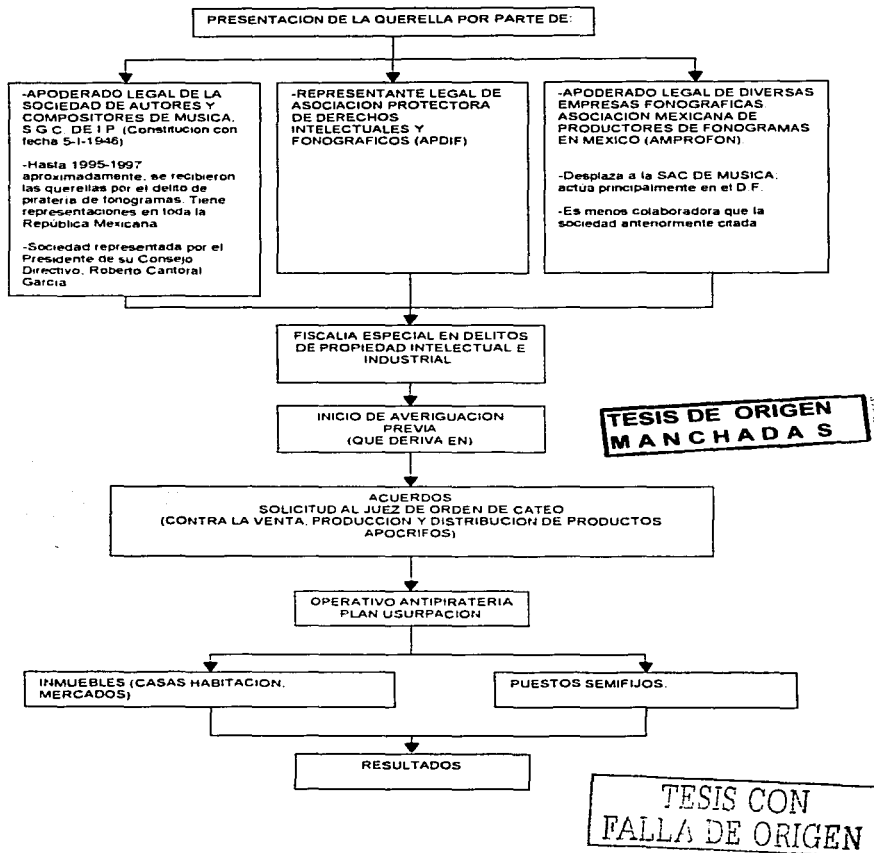 PRESENTACION DE LA QUERELLA POR PARTE DE:
-APODERADO LEGAL DE LA
SOCIEDAD DE AUTORES Y
COMPOSITORES DE MUSICA,
S G C. DE I P (Constitucion con
fecha 5-I-1946)
-Hasta 1995-1997
aproximadamente, se recibieron
las querellas por el delito de
pirateria de fonogramas. Tiene
representaciones en toda la
República Mexicana
-Sociedad representada por el
Presidente de su Consejo
Directivo, Roberto Cantoral
Garcia
-REPRESENTANTE LEGAL DE
ASOCIACION PROTECTORA
DE DERECHOS
INTELECTUALES Y
FONOGRAFICOS (APDIF)
-APODERADO LEGAL DE DIVERSAS
EMPRESAS FONOGRAFICAS.
ASOCIACION MEXICANA DE
PRODUCTORES DE FONOGRAMAS
EN MEXICO (AMPROFON)
- Desplaza a la SAC DE MUSICA;
actúa principalmente en el D.F.
-Es menos colaboradora que la
sociedad anteriormente citada
FISCALIA ESPECIAL EN DELITOS
DE PROPIEDAD INTELECTUAL E
INDUSTRIAL
INICIO DE AVERIGUACION
PREVIA
(QUE DERIVA EN)
TESIS DE ORIGEN
MANCHADAS
ACUERDOS
SOLICITUD AL JUEZ DE ORDEN DE CATEO
(CONTRA LA VENTA, PRODUCCION Y DISTRIBUCION DE PRODUCTOS
APOCRIFOS)
OPERATIVO ANTIPIRATERIA
PLAN USURPACION
INMUEBLES (CASAS HABITACION,
MERCADOS)
PUESTOS SEMIFIJOS.
RESULTADOS
TESIS CON
FALLA DE ORIGEN